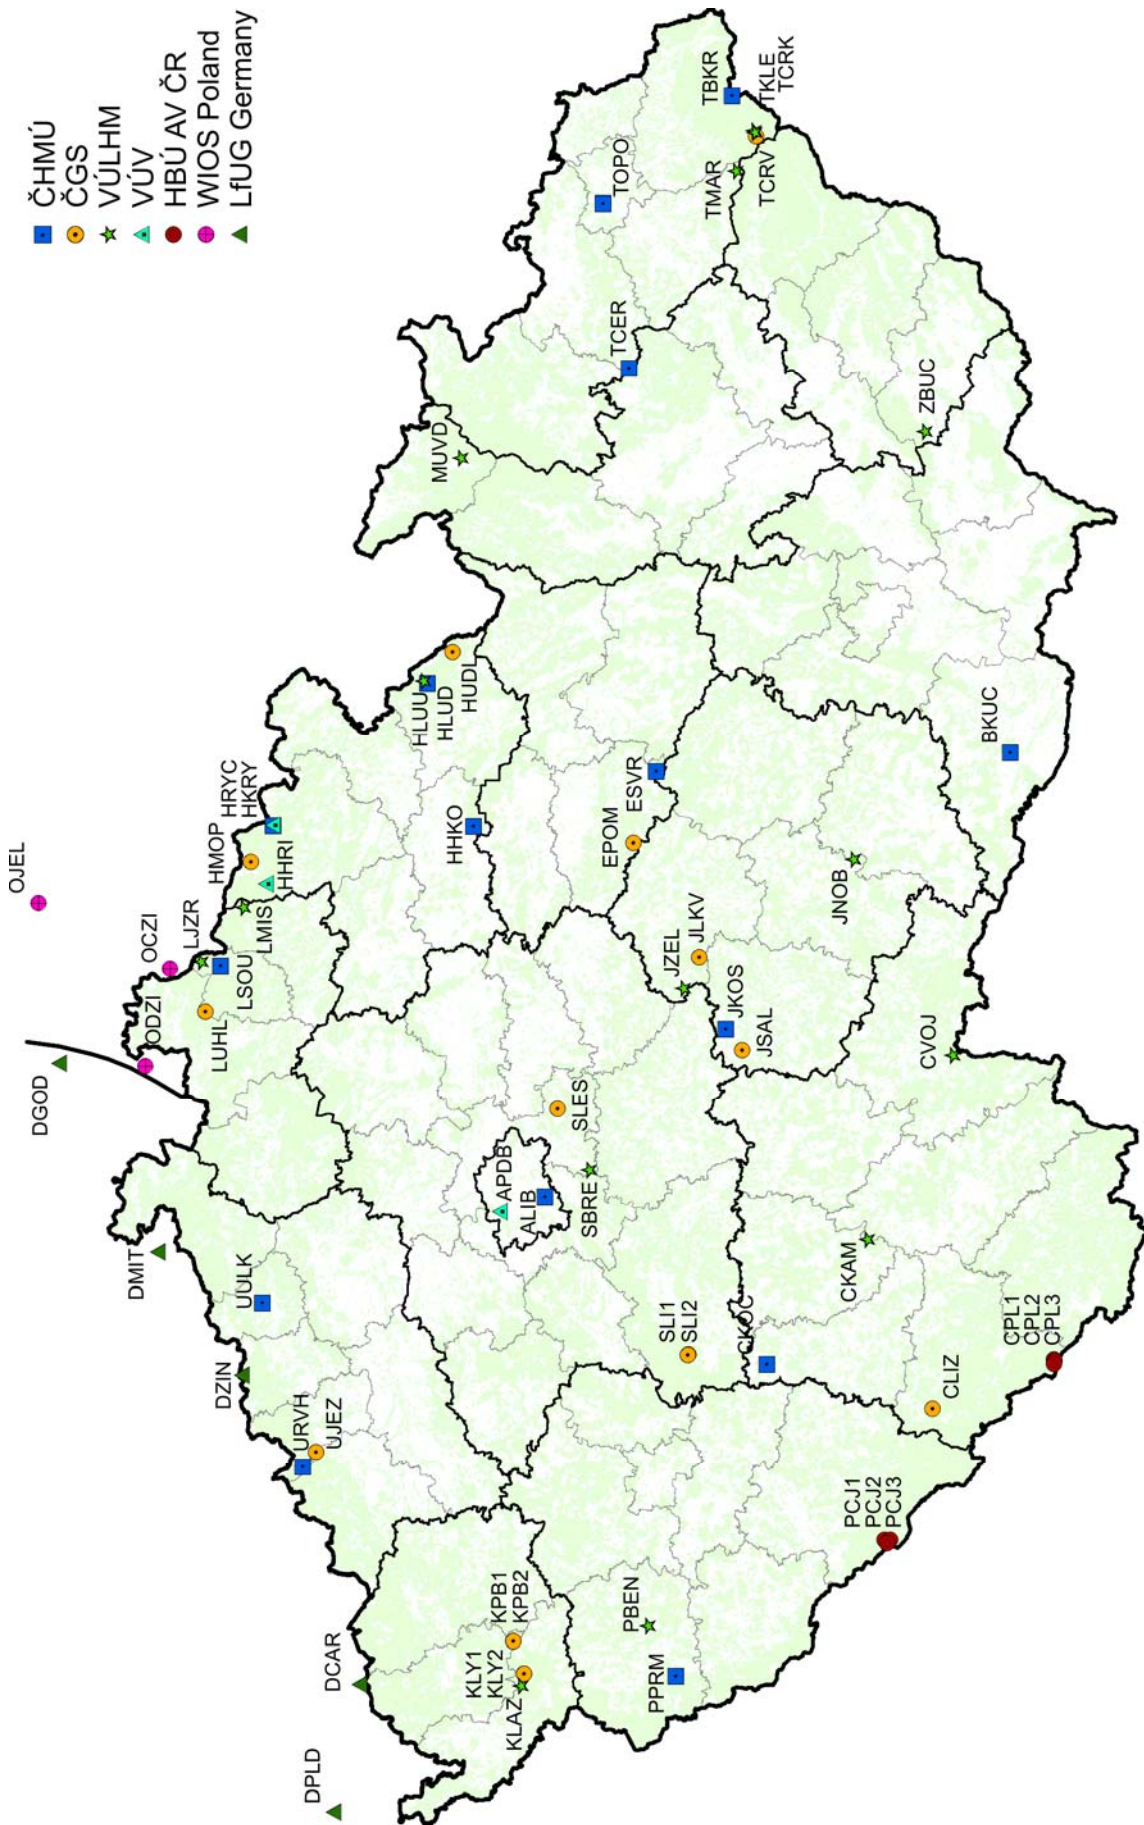 ČHMÚ
ČGS
VÚLHM
VÚV
HBÚ AV ČR
WIOS Poland
LfUG Germany
DPLD
DCAR
DZIN
DMIT
DGOD
ODZI
OCZI
OJEL
LJZR
LSOU
LUHL
LMIS
HMOP
HHRI
HRYC
HKRY
HLUU
HLUD
HUDL
HHKO
MUVD
TCER
TOPO
TBKR
TKLE
TCRK
TMAR
TCRV
ZBUC
BKUC
UULK
URVH
UJEZ
KPB1
KPB2
KLY1
KLY2
KLAZ
PBEN
PPRM
PCJ1
PCJ2
PCJ3
APDB
ALIB
SLES
SBRE
SLI1
SLI2
EPOM
ESVR
JZEL
JLKV
JKOS
JSAL
JNOB
CVOJ
CKAM
CKOC
CLIZ
CPL1
CPL2
CPL3